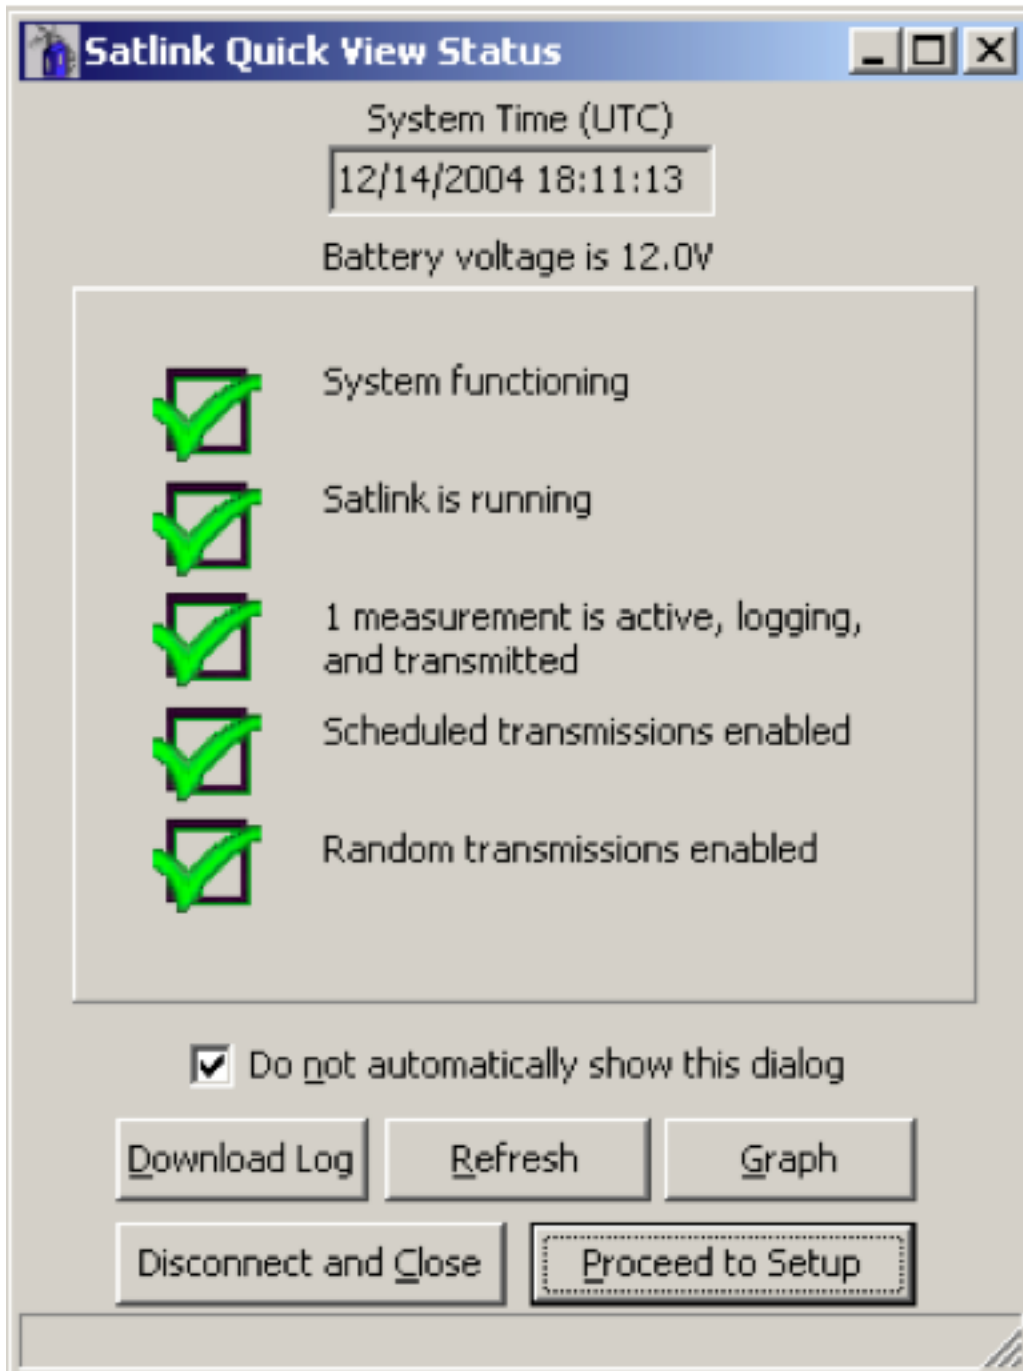 Satlink Quick View Status
System Time (UTC)
12/14/2004 18:11:13
Battery voltage is 12.0V
System functioning
Satlink is running
1 measurement is active, logging,
and transmitted
Scheduled transmissions enabled
Random transmissions enabled
Do not automatically show this dialog
Download Log
Refresh
Graph
Disconnect and Close
Proceed to Setup